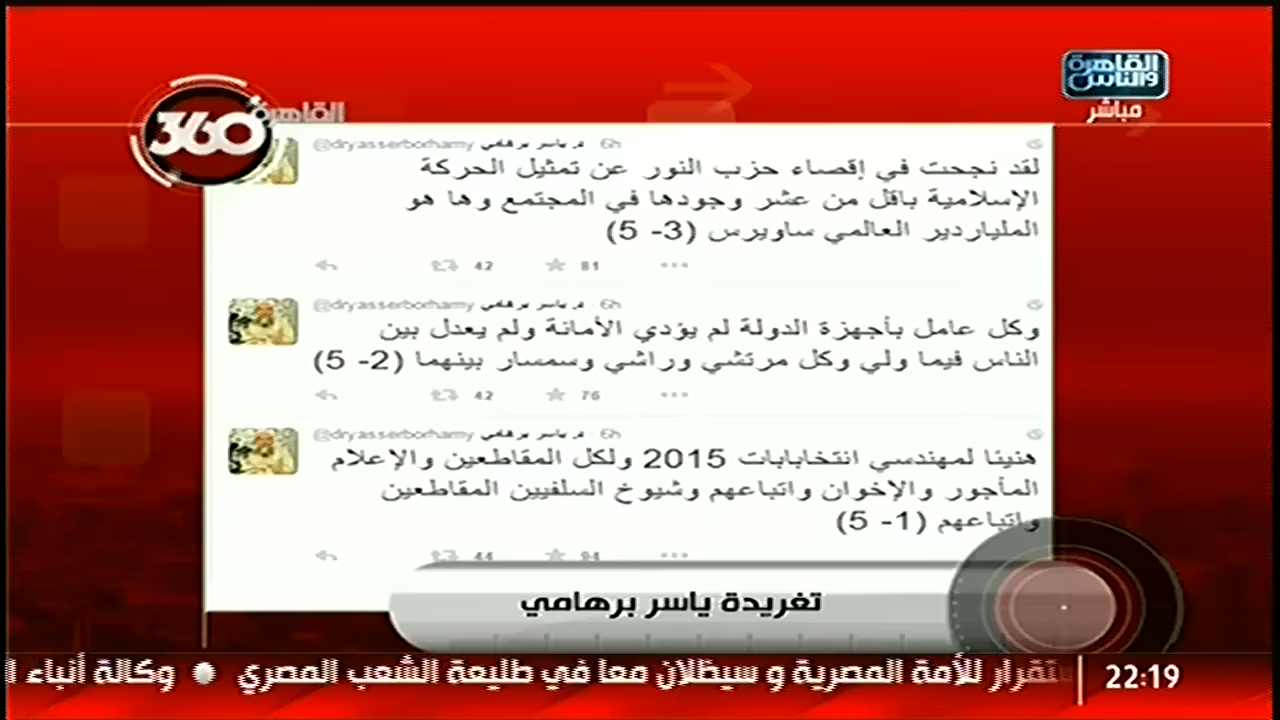 القاهرة
والناس
مباشر
القاهرة
360
@dryasserborhamy د. ياسر برهامي · 6h
لقد نجحت في إقصاء حزب النور عن تمثيل الحركة
الإسلامية باقل من عشر وجودها في المجتمع وها هو
المليارديير العالمي ساويرس (3- 5)
42 81
@dryasserborhamy د. ياسر برهامي · 6h
وكل عامل بأجهزة الدولة لم يؤدي الأمانة ولم يعدل بين
الناس فيما ولي وكل مرتشي وراشي وسمسار بينهما (2- 5)
42 76
@dryasserborhamy د. ياسر برهامي · 6h
هنيئا لمهندسي انتخابابات 2015 ولكل المقاطعين والإعلام
المأجور والإخوان واتباعهم وشيوخ السلفيين المقاطعين
واتباعهم (1- 5)
44 94
تغريدة ياسر برهامي
22:19
ستقرار للأمة المصرية و سيظلان معا في طليعة الشعب المصري ● وكالة أنباء ا